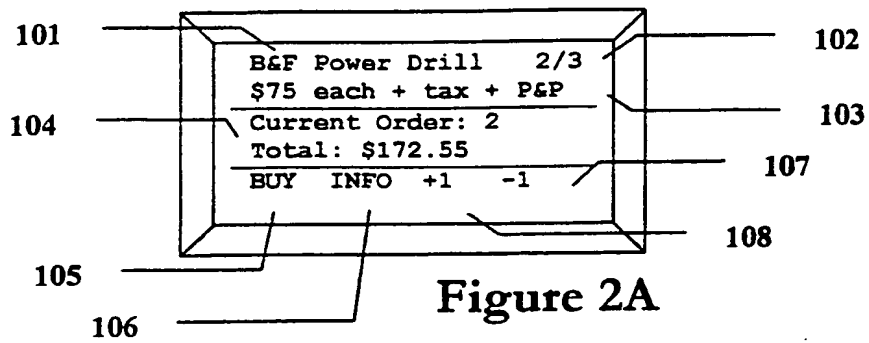 101
B&F Power Drill 2/3
102
$75 each + tax + P&P
103
104
Current Order: 2
Total: $172.55
107
BUY INFO +1 -1
108
105
Figure 2A
106